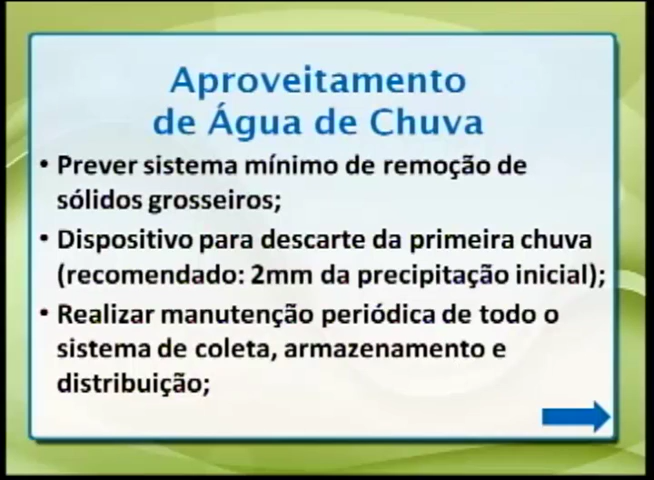 Aproveitamento
de Água de Chuva
• Prever sistema mínimo de remoção de
sólidos grosseiros;
• Dispositivo para descarte da primeira chuva
(recomendado: 2mm da precipitação inicial);
• Realizar manutenção periódica de todo o
sistema de coleta, armazenamento e
distribuição;